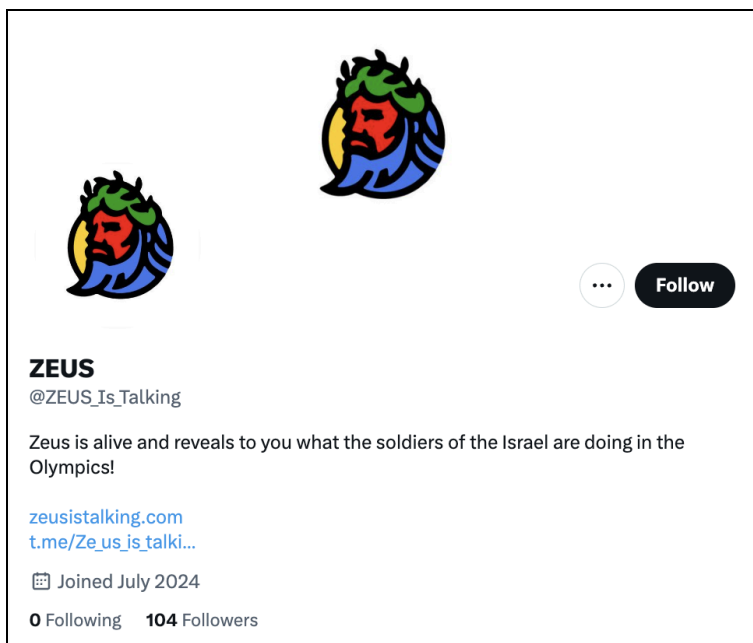 Follow
ZEUS
@ZEUS_Is_Talking
Zeus is alive and reveals to you what the soldiers of the Israel are doing in the
Olympics!
zeusistalking.com
t.me/Ze_us_is_talki...
Joined July 2024
0 Following 104 Followers